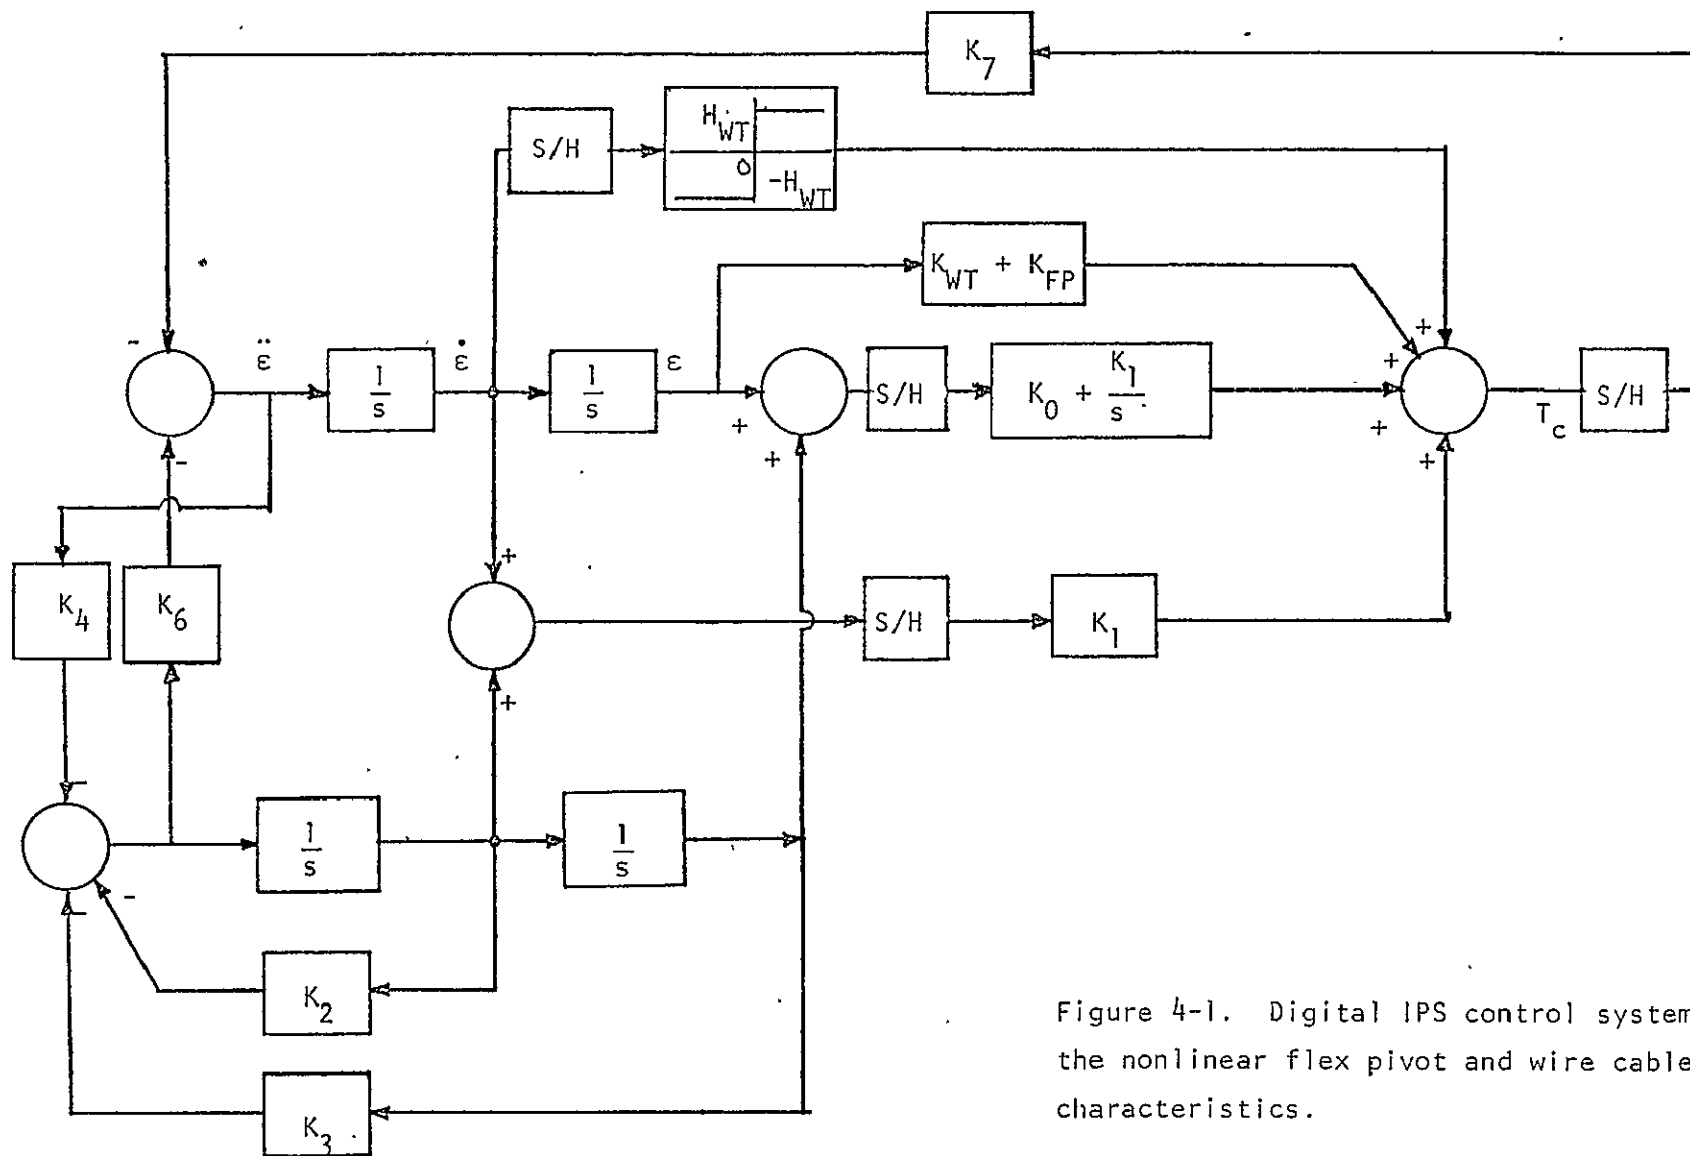 K7
S/H
HWT
0
-HWT
KWT + KFP
-
ε̈
1/s
ε̇
1/s
ε
+
+
S/H
K0 + K1/s
+
+
+
+
Tc
S/H
-
K4
K6
+
S/H
K1
+
-
1/s
1/s
-
-
K2
K3
Figure 4-1. Digital IPS control system
the nonlinear flex pivot and wire cable
characteristics.